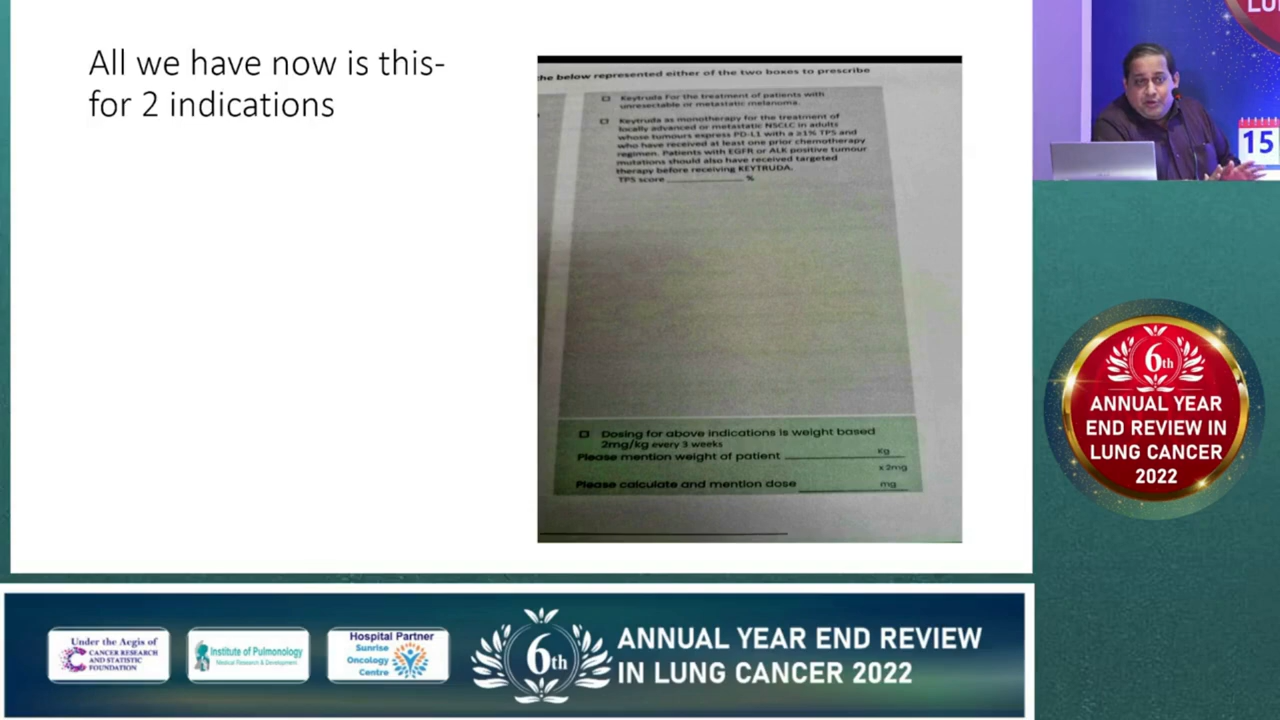 All we have now is this-
for 2 indications
the below represented either of the two boxes to prescribe
Keytruda For the treatment of patients with
unresectable or metastatic melanoma.
Keytruda as monotherapy for the treatment of
locally advanced or metastatic NSCLC in adults
whose tumours express PD-L1 with a ≥1% TPS and
who have received at least one prior chemotherapy
regimen. Patients with EGFR or ALK positive tumour
mutations should also have received targeted
therapy before receiving KEYTRUDA.
TPS score __________ %
Dosing for above indications is weight based
2mg/kg every 3 weeks
Please mention weight of patient __________ Kg
x 2mg
Please calculate and mention dose __________ mg
15
6th
ANNUAL YEAR
END REVIEW IN
LUNG CANCER
2022
Under the Aegis of
CANCER RESEARCH
AND STATISTIC
FOUNDATION
Institute of Pulmonology
Medical Research & Development
Hospital Partner
Sunrise
Oncology
Centre
6th
ANNUAL YEAR END REVIEW
IN LUNG CANCER 2022